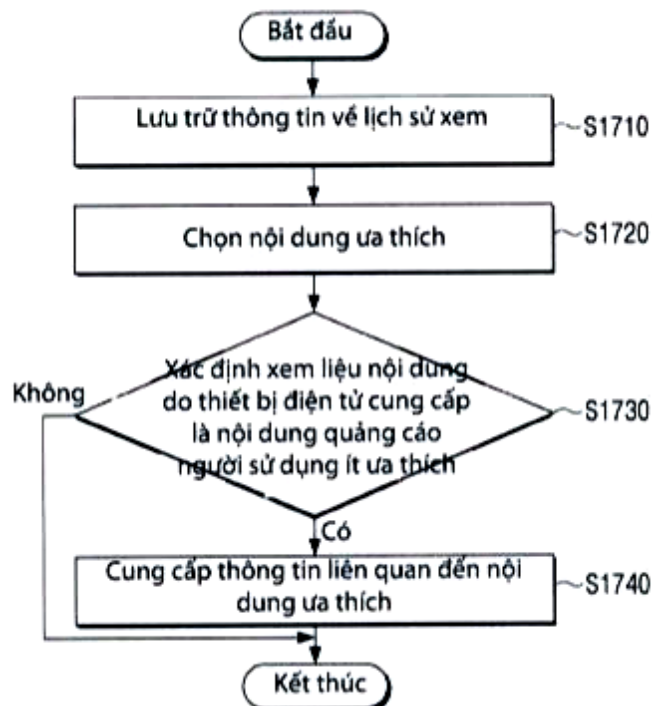 Bắt đầu
Lưu trữ thông tin về lịch sử xem
S1710
Chọn nội dung ưa thích
S1720
Xác định xem liệu nội dung
do thiết bị điện tử cung cấp
là nội dung quảng cáo
người sử dụng ít ưa thích
S1730
Không
Có
Cung cấp thông tin liên quan đến nội
dung ưa thích
S1740
Kết thúc